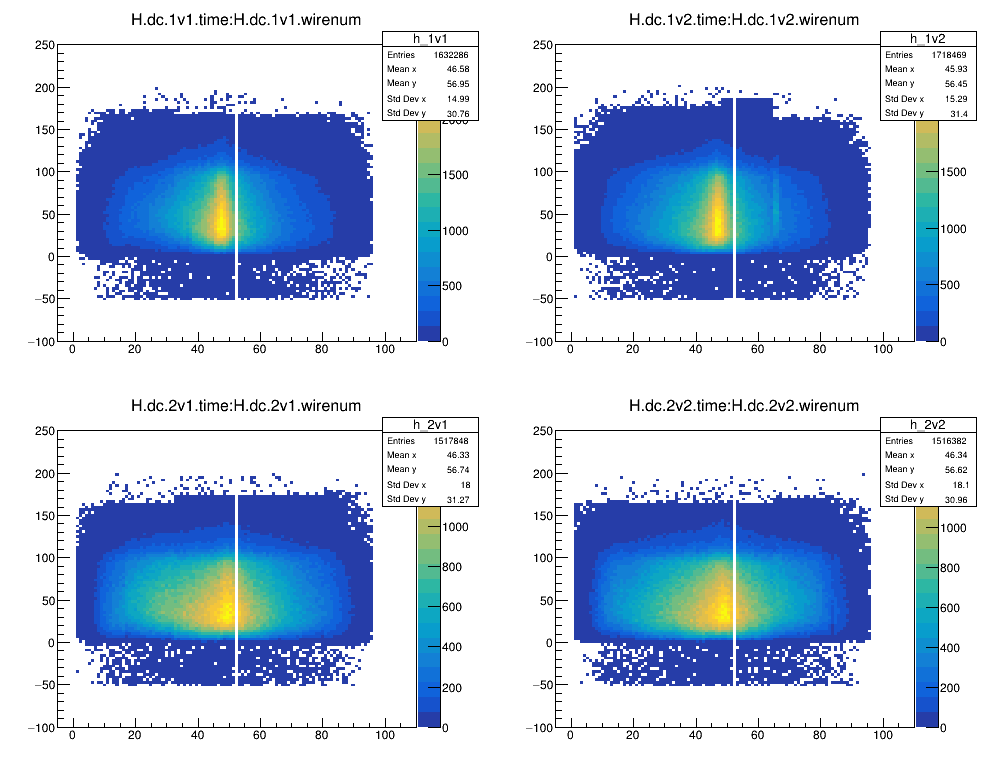 H.dc.1v1.time:H.dc.1v1.wirenum
h_1v1
Entries 1632286
Mean x 46.58
Mean y 56.95
Std Dev x 14.99
Std Dev y 30.76
250
200
150
100
50
0
−50
−100
0 20 40 60 80 100
2000
1500
1000
500
0
H.dc.1v2.time:H.dc.1v2.wirenum
h_1v2
Entries 1718469
Mean x 45.93
Mean y 56.45
Std Dev x 15.29
Std Dev y 31.4
250
200
150
100
50
0
−50
−100
0 20 40 60 80 100
1500
1000
500
0
H.dc.2v1.time:H.dc.2v1.wirenum
h_2v1
Entries 1517848
Mean x 46.33
Mean y 56.74
Std Dev x 18
Std Dev y 31.27
250
200
150
100
50
0
−50
−100
0 20 40 60 80 100
1000
800
600
400
200
0
H.dc.2v2.time:H.dc.2v2.wirenum
h_2v2
Entries 1516382
Mean x 46.34
Mean y 56.62
Std Dev x 18.1
Std Dev y 30.96
250
200
150
100
50
0
−50
−100
0 20 40 60 80 100
1000
800
600
400
200
0